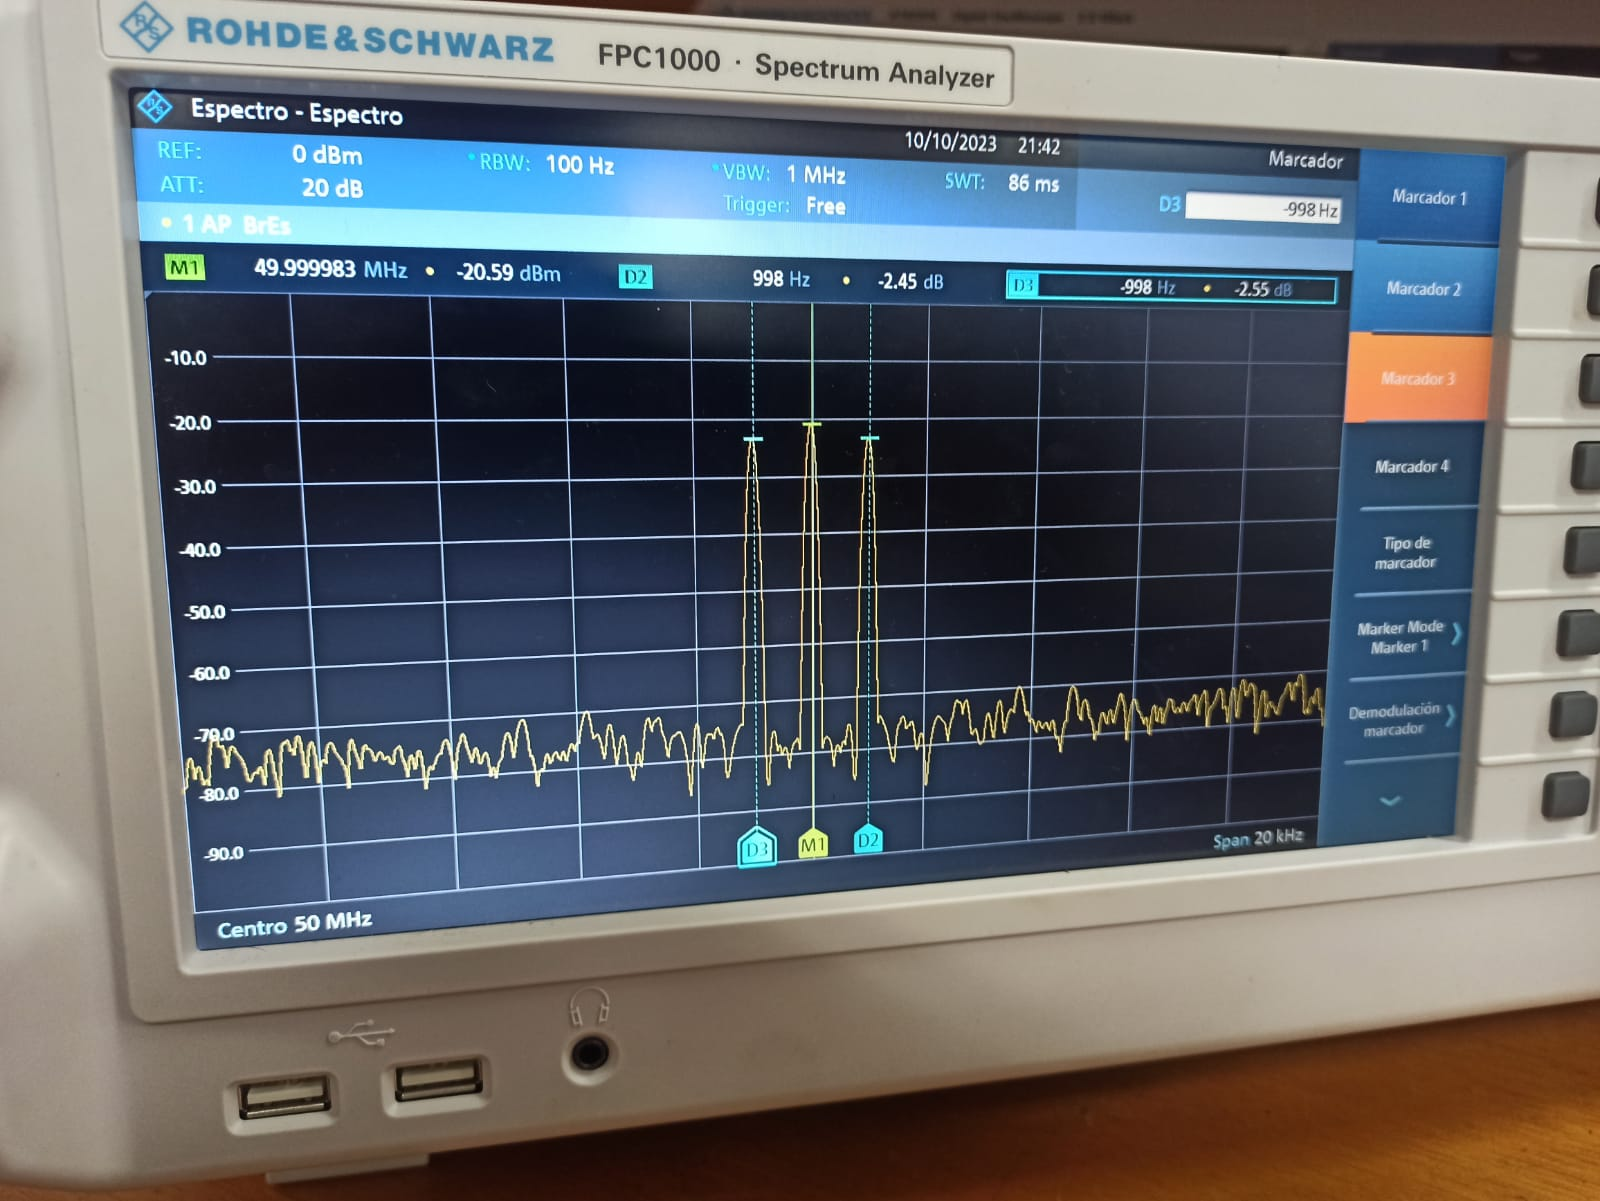 ROHDE&SCHWARZ FPC1000 · Spectrum Analyzer
Espectro - Espectro
10/10/2023 21:42
Marcador
REF: 0 dBm
RBW: 100 Hz
VBW: 1 MHz
SWT: 86 ms
ATT: 20 dB
Trigger: Free
D3 -998 Hz
1 AP BrEs
M1 49.999983 MHz • -20.59 dBm
D2 998 Hz • -2.45 dB
D3 -998 Hz • -2.55 dB
-10.0
-20.0
-30.0
-40.0
-50.0
-60.0
-70.0
-80.0
-90.0
D3
M1
D2
Centro 50 MHz
Span 20 kHz
Marcador 1
Marcador 2
Marcador 3
Marcador 4
Tipo de
marcador
Marker Mode
Marker 1
Demodulación
marcador